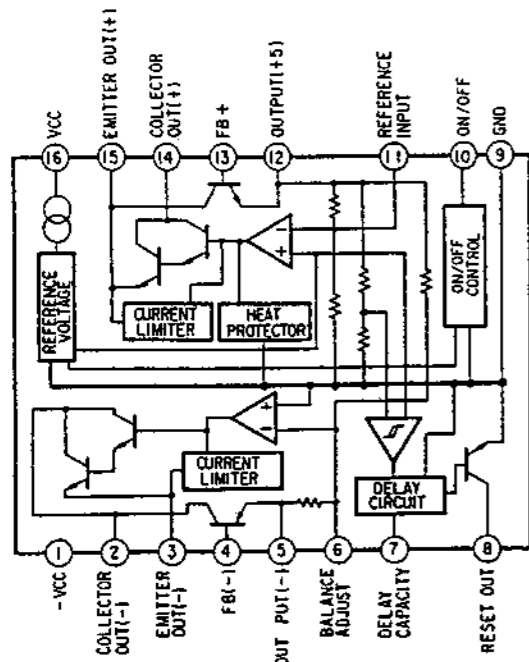 VCC
EMITTER OUT(+)
COLLECTOR
OUT(+)
FB+
OUTPUT(+5)
REFERENCE
INPUT
ON/OFF
GND
16
15
14
13
12
11
10
9
REFERENCE
VOLTAGE
CURRENT
LIMITER
HEAT
PROTECTOR
ON/OFF
CONTROL
-
+
+
-
CURRENT
LIMITER
DELAY
CIRCUIT
1
2
3
4
5
6
7
8
-VCC
COLLECTOR
OUT(-)
EMITTER
OUT(-)
FB(-)
OUT PUT(-)
BALANCE
ADJUST
DELAY
CAPACITY
RESET OUT